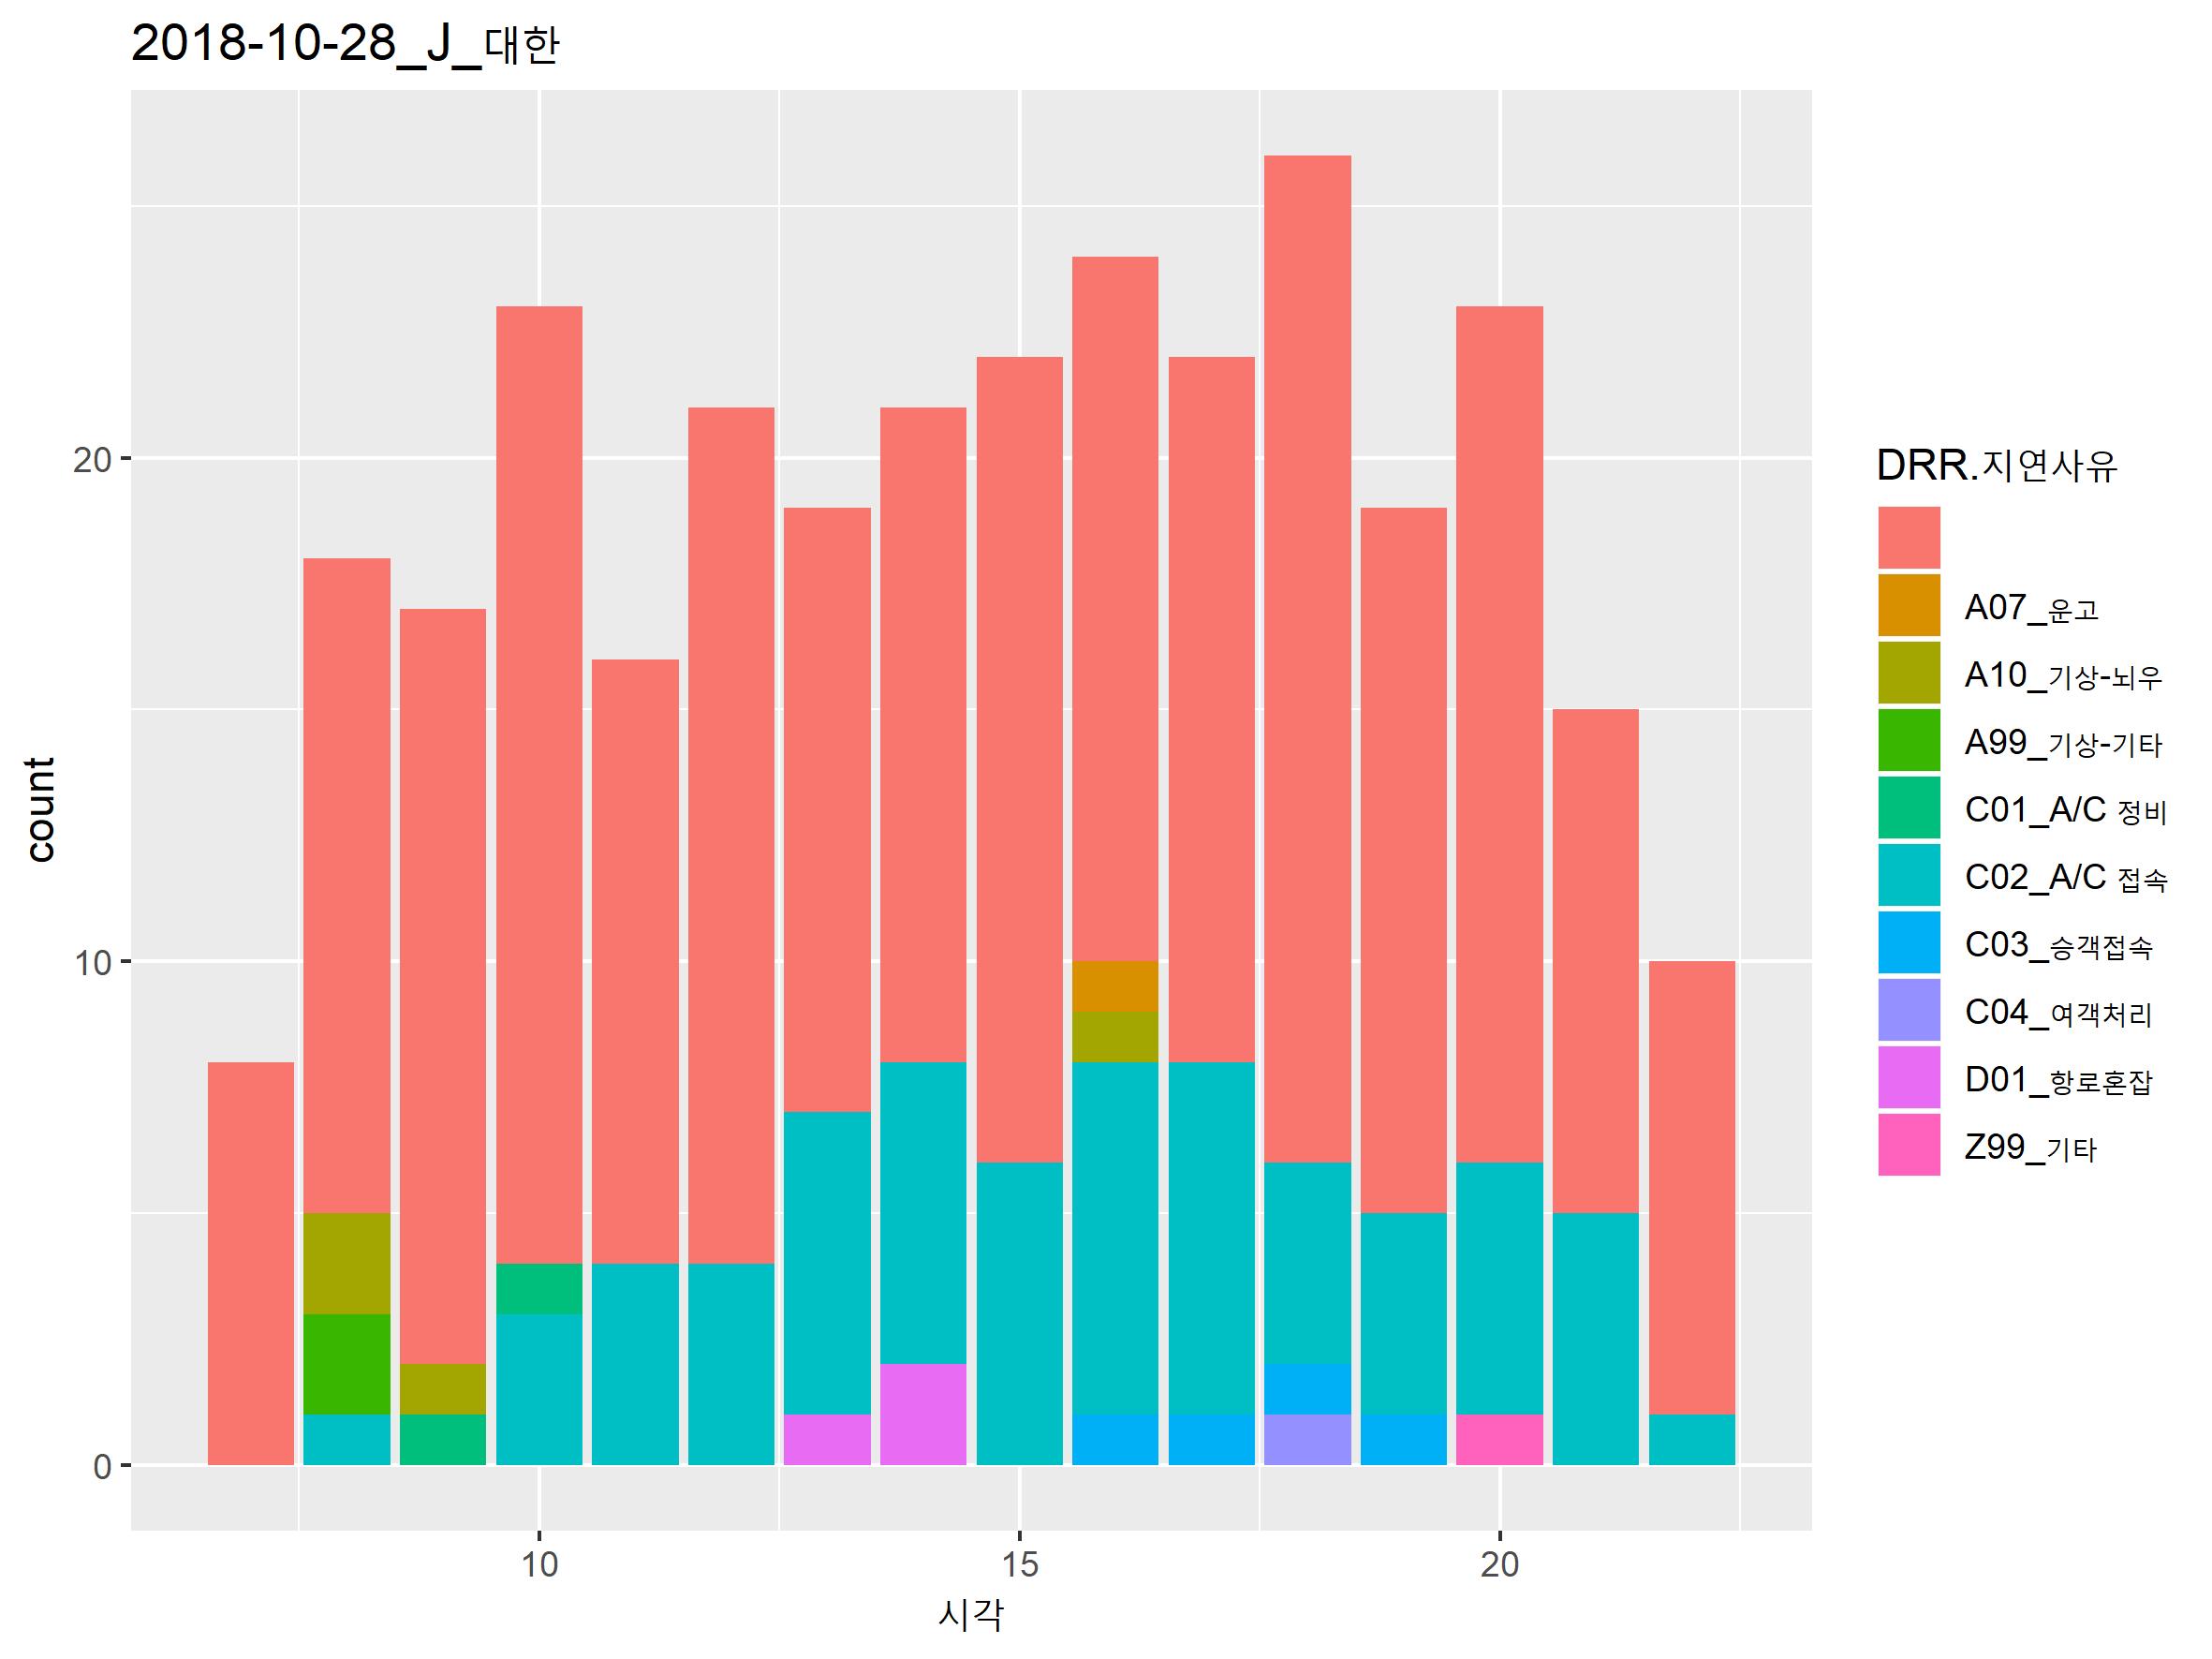 2018-10-28_J_대한
count
20
10
0
10
15
20
시각
DRR.지연사유
A07_운고
A10_기상-뇌우
A99_기상-기타
C01_A/C 정비
C02_A/C 접속
C03_승객접속
C04_여객처리
D01_항로혼잡
Z99_기타